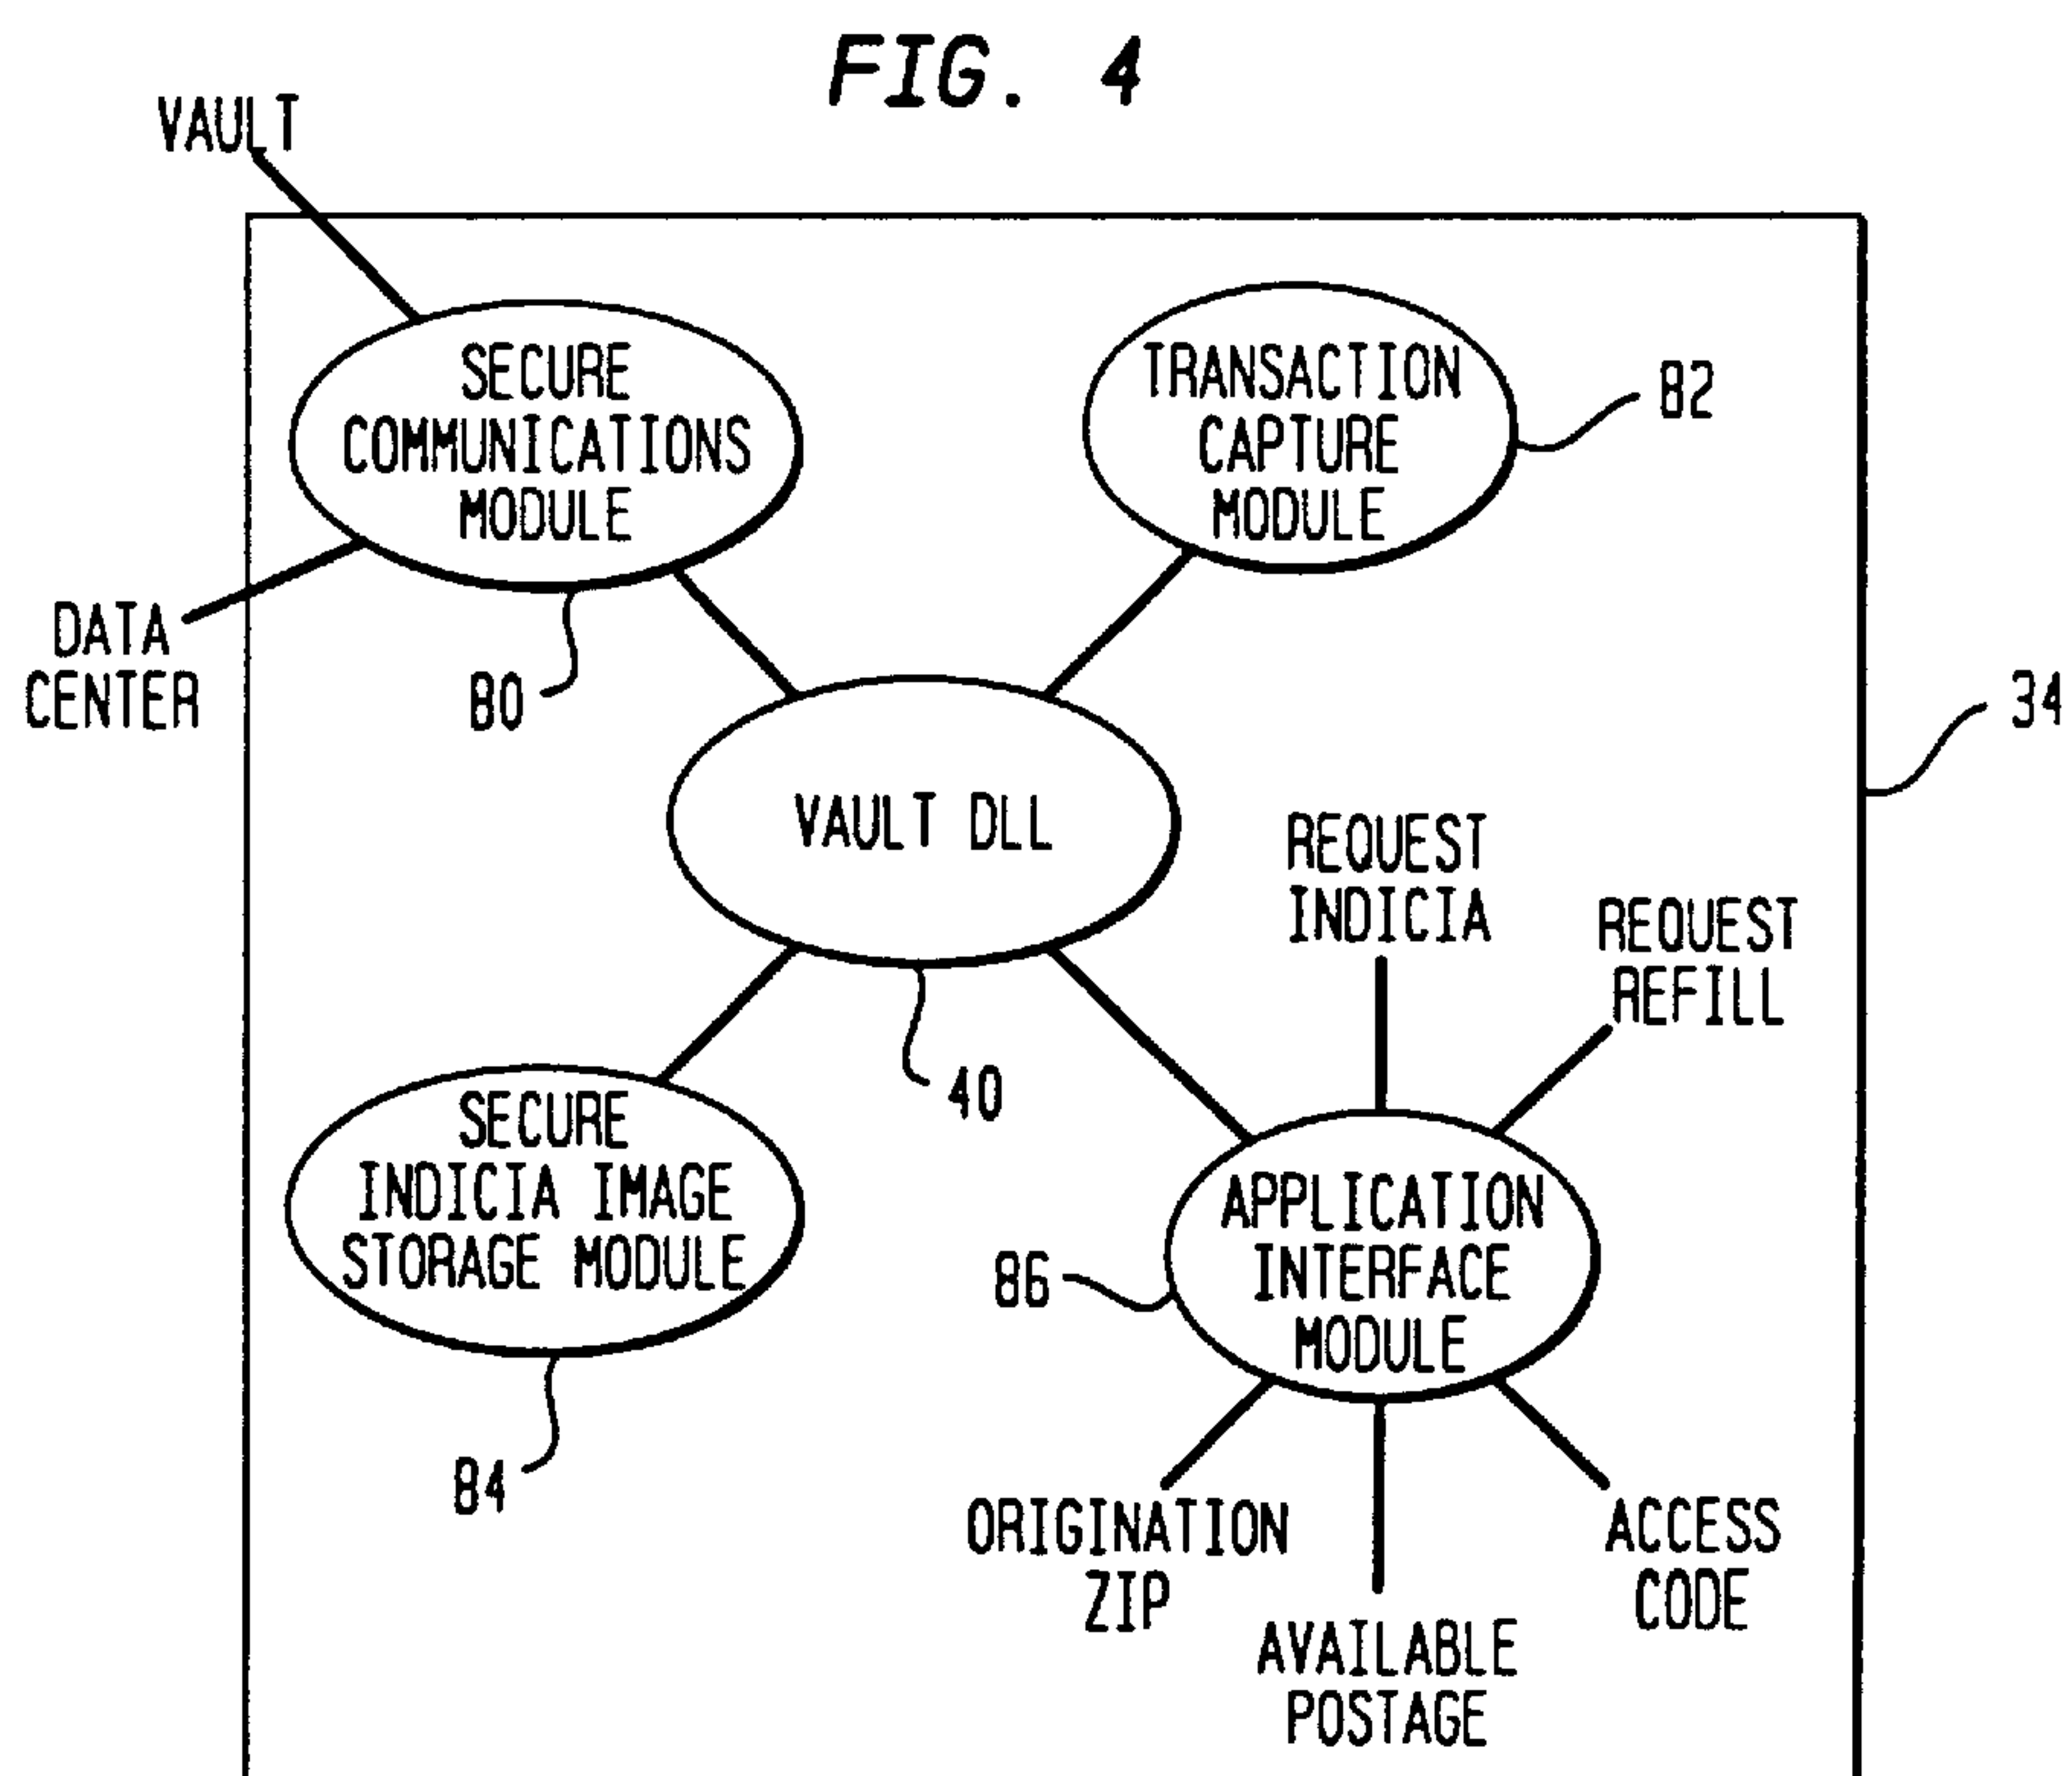 FIG. 4
VAULT
SECURE
COMMUNICATIONS
MODULE
TRANSACTION
CAPTURE
MODULE
82
DATA
CENTER
80
34
VAULT DLL
REQUEST
INDICIA
REQUEST
REFILL
40
SECURE
INDICIA IMAGE
STORAGE MODULE
APPLICATION
INTERFACE
MODULE
86
84
ORIGINATION
ZIP
ACCESS
CODE
AVAILABLE
POSTAGE